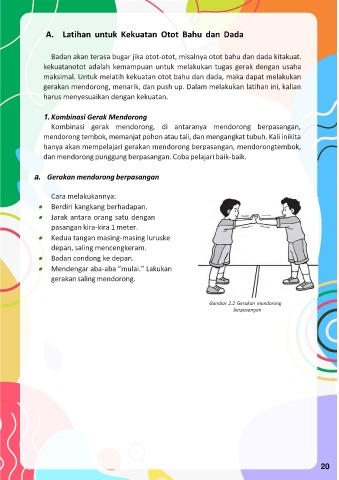 A. Latihan untuk Kekuatan Otot Bahu dan Dada
Badan akan terasa bugar jika otot-otot, misalnya otot bahu dan dada kitakuat.
kekuatanotot adalah kemampuan untuk melakukan tugas gerak dengan usaha
maksimal. Untuk melatih kekuatan otot bahu dan dada, maka dapat melakukan
gerakan mendorong, menarik, dan push up. Dalam melakukan latihan ini, kalian
harus menyesuaikan dengan kekuatan.
1. Kombinasi Gerak Mendorong
Kombinasi gerak mendorong, di antaranya mendorong berpasangan,
mendorong tembok, memanjat pohon atau tali, dan mengangkat tubuh. Kali inikita
hanya akan mempelajari gerakan mendorong berpasangan, mendorongtembok,
dan mendorong punggung berpasangan. Coba pelajari baik-baik.
a. Gerakan mendorong berpasangan
Cara melakukannya:
• Berdiri kangkang berhadapan.
• Jarak antara orang satu dengan
pasangan kira-kira 1 meter.
• Kedua tangan masing-masing luruske
depan, saling mencengkeram.
• Badan condong ke depan.
• Mendengar aba-aba “mulai.” Lakukan
gerakan saling mendorong.
Gambar 2.2 Gerakan mendorong
berpasangan
20